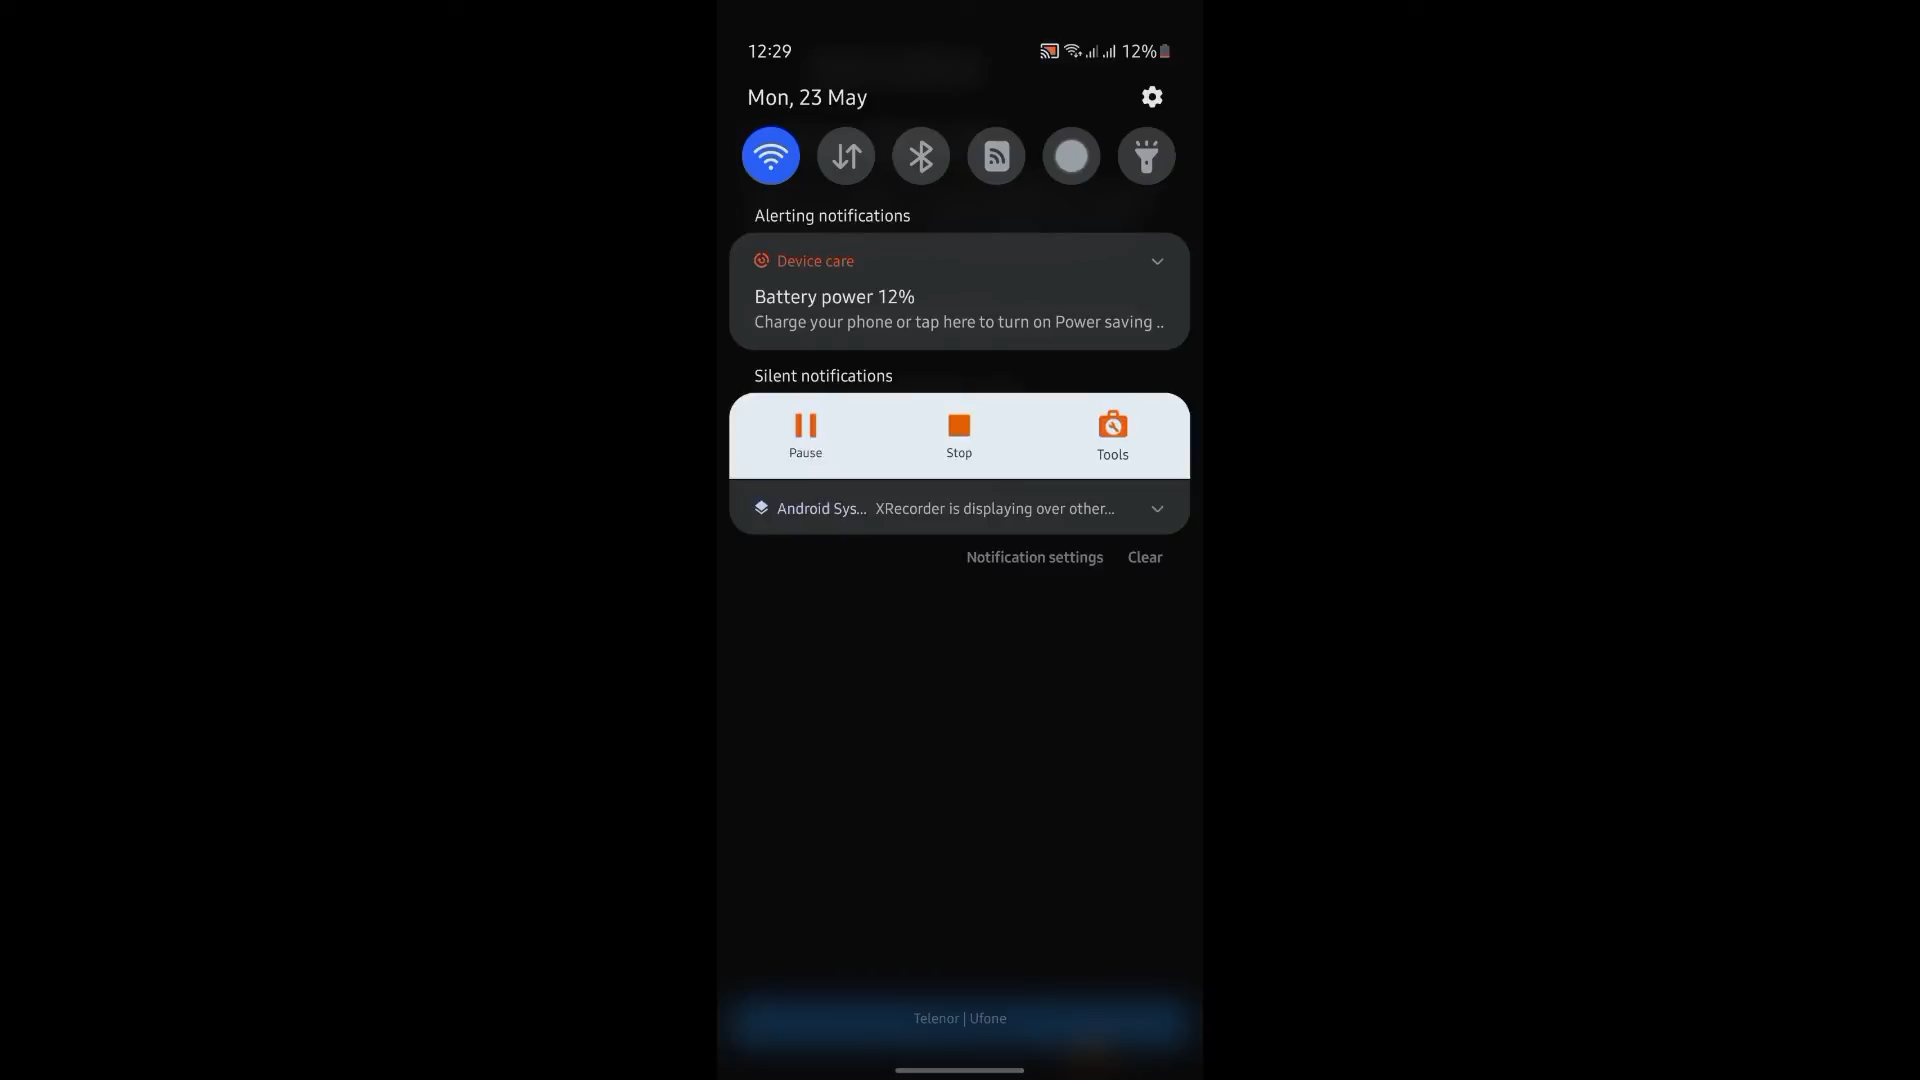 12:29
12%
Mon, 23 May
Alerting notifications
Device care
Battery power 12%
Charge your phone or tap here to turn on Power saving ..
Silent notifications
Pause
Stop
Tools
Android Sys... XRecorder is displaying over other...
Notification settings
Clear
Telenor | Ufone